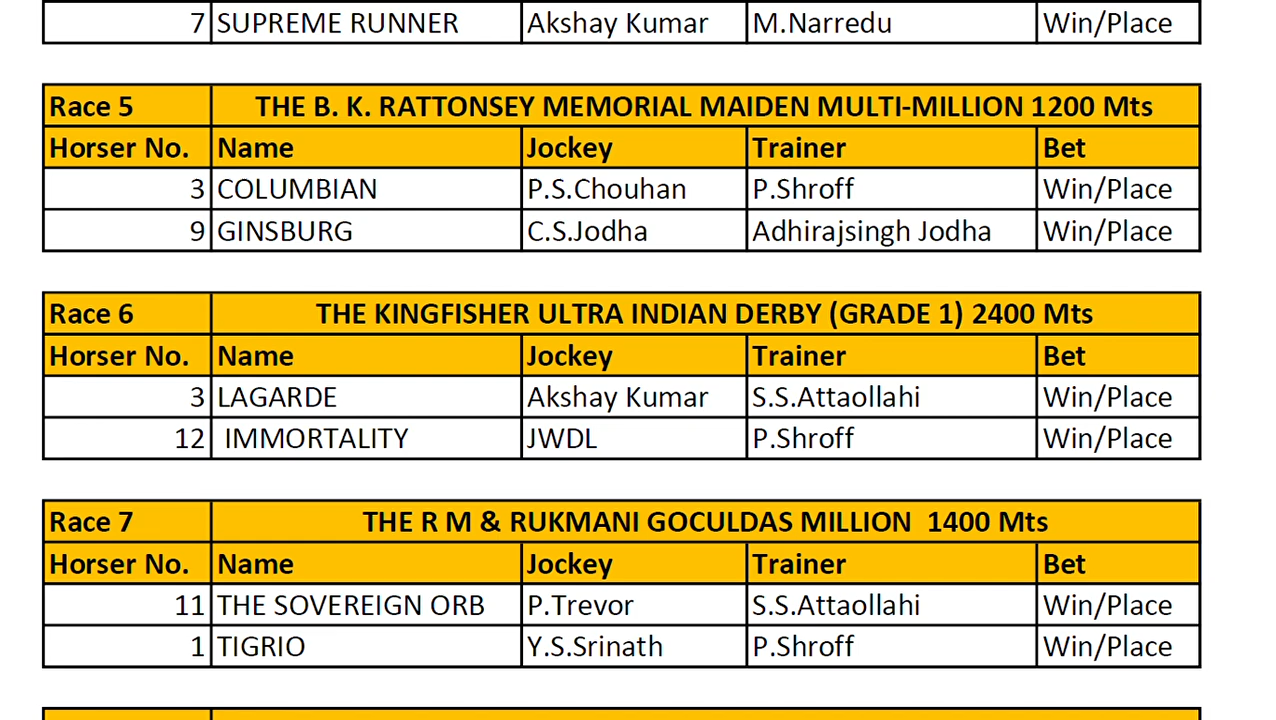 7 SUPREME RUNNER Akshay Kumar M.Narredu Win/Place
Race 5 THE B. K. RATTONSEY MEMORIAL MAIDEN MULTI-MILLION 1200 Mts
Horser No. Name Jockey Trainer Bet
3 COLUMBIAN P.S.Chouhan P.Shroff Win/Place
9 GINSBURG C.S.Jodha Adhirajsingh Jodha Win/Place
Race 6 THE KINGFISHER ULTRA INDIAN DERBY (GRADE 1) 2400 Mts
Horser No. Name Jockey Trainer Bet
3 LAGARDE Akshay Kumar S.S.Attaollahi Win/Place
12 IMMORTALITY JWDL P.Shroff Win/Place
Race 7 THE R M & RUKMANI GOCULDAS MILLION 1400 Mts
Horser No. Name Jockey Trainer Bet
11 THE SOVEREIGN ORB P.Trevor S.S.Attaollahi Win/Place
1 TIGRIO Y.S.Srinath P.Shroff Win/Place